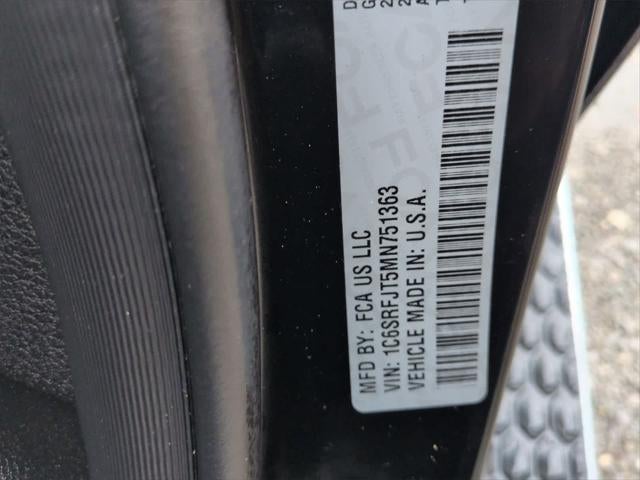 MFD BY: FCA US LLC
VIN: 1C6SRFJT5MN751363
VEHICLE MADE IN: U.S.A.